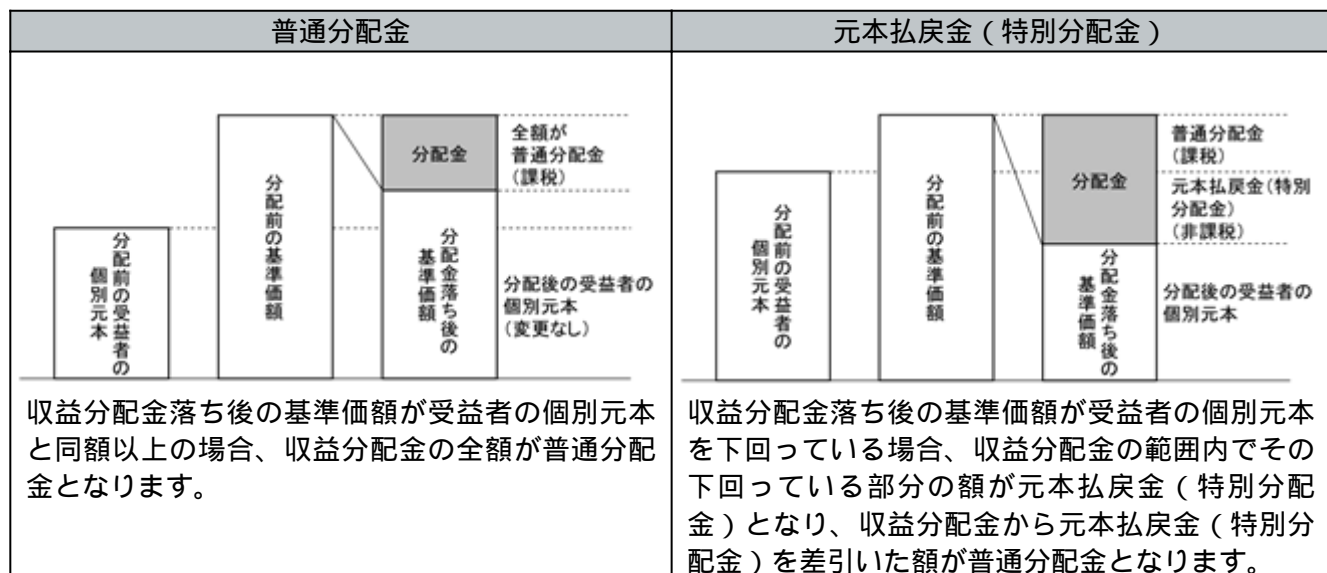 普通分配金
全額が
普通分配金
(課税)
分配金
分配前の受益者の
個別元本
分配前の基準価額
分配金落ち後の
基準価額
分配後の受益者の
個別元本
(変更なし)
収益分配金落ち後の基準価額が受益者の個別元本
と同額以上の場合、収益分配金の全額が普通分配
金となります。
元本払戻金(特別分配金)
普通分配金
(課税)
分配金
元本払戻金(特別
分配金)
(非課税)
分配前の受益者の
個別元本
分配前の基準価額
分配金落ち後の
基準価額
分配後の受益者の
個別元本
収益分配金落ち後の基準価額が受益者の個別元本
を下回っている場合、収益分配金の範囲内でその
下回っている部分の額が元本払戻金(特別分配
金)となり、収益分配金から元本払戻金(特別分
配金)を差引いた額が普通分配金となります。